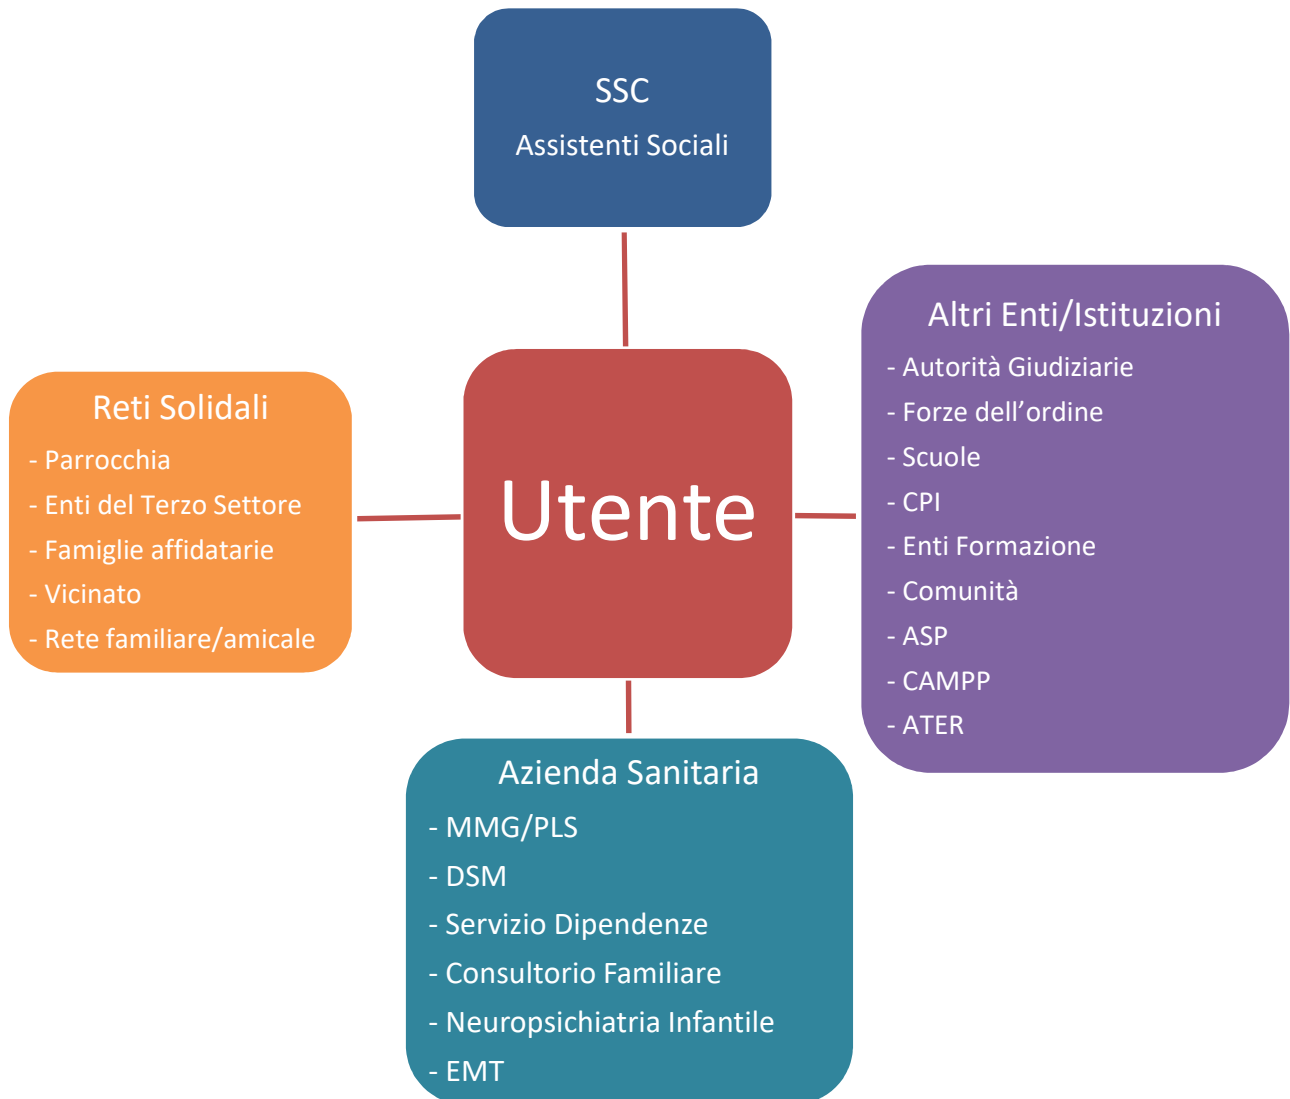 SSC
Assistenti Sociali
Altri Enti/Istituzioni
- Autorità Giudiziarie
- Forze dell’ordine
- Scuole
- CPI
- Enti Formazione
- Comunità
- ASP
- CAMPP
- ATER
Reti Solidali
- Parrocchia
- Enti del Terzo Settore
- Famiglie affidatarie
- Vicinato
- Rete familiare/amicale
Utente
Azienda Sanitaria
- MMG/PLS
- DSM
- Servizio Dipendenze
- Consultorio Familiare
- Neuropsichiatria Infantile
- EMT